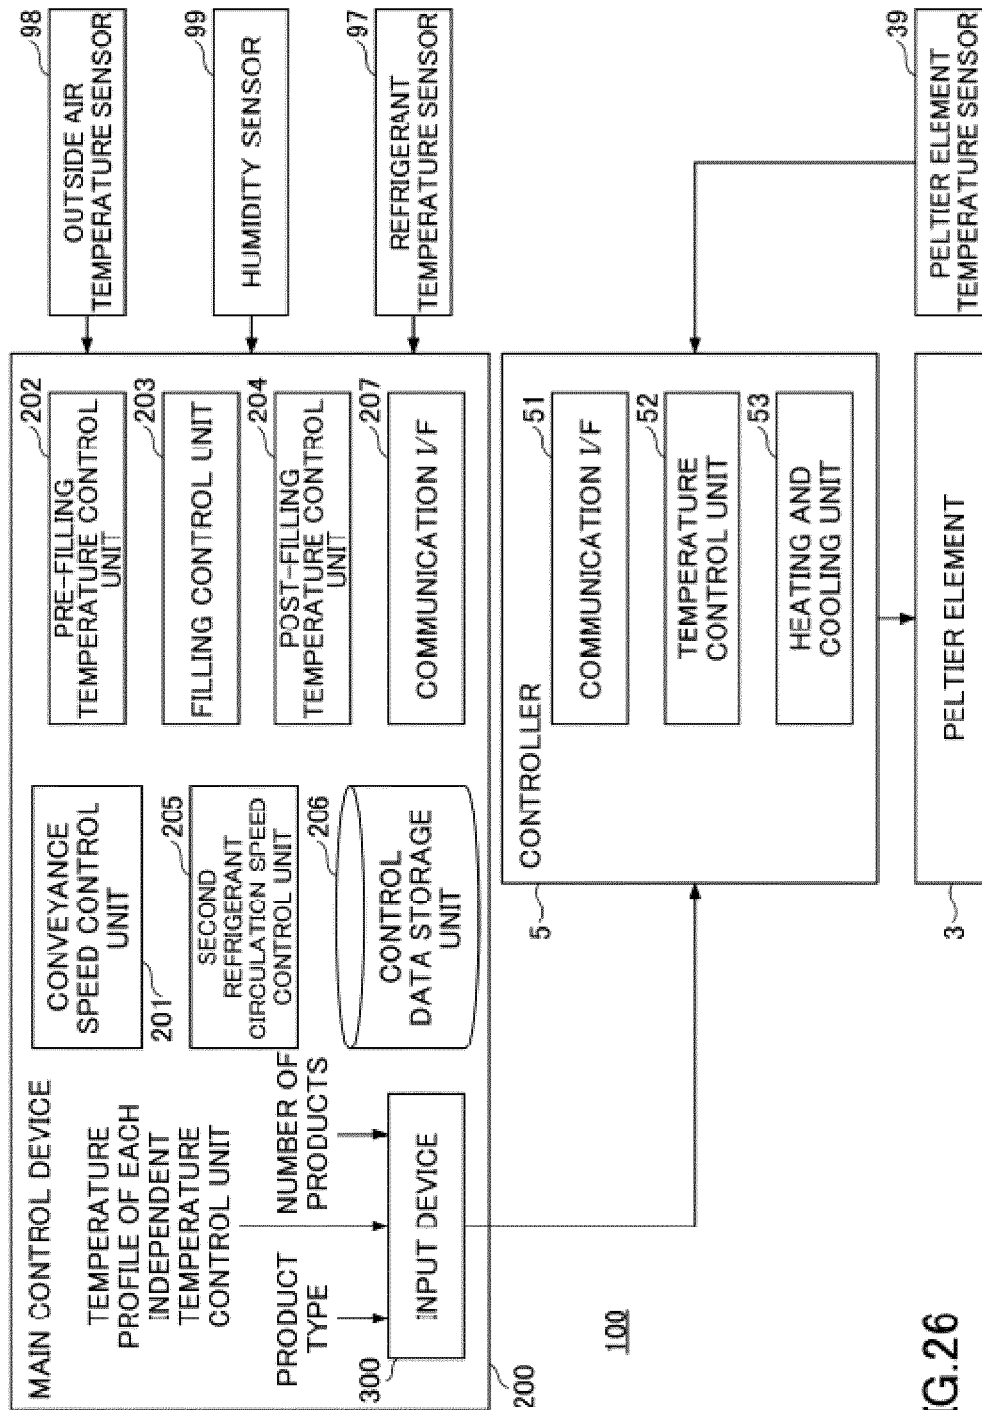 MAIN CONTROL DEVICE
TEMPERATURE
PROFILE OF EACH
INDEPENDENT
TEMPERATURE
CONTROL UNIT
PRODUCT
TYPE
NUMBER OF
PRODUCTS
INPUT DEVICE
300
200
CONVEYANCE
SPEED CONTROL
UNIT
201
SECOND
REFRIGERANT
CIRCULATION SPEED
CONTROL UNIT
205
CONTROL
DATA STORAGE
UNIT
206
PRE-FILLING
TEMPERATURE CONTROL
UNIT
202
FILLING CONTROL UNIT
203
POST-FILLING
TEMPERATURE CONTROL
UNIT
204
COMMUNICATION I/F
207
OUTSIDE AIR
TEMPERATURE SENSOR
98
HUMIDITY SENSOR
99
REFRIGERANT
TEMPERATURE SENSOR
97
100
CONTROLLER
5
COMMUNICATION I/F
51
TEMPERATURE
CONTROL UNIT
52
HEATING AND
COOLING UNIT
53
PELTIER ELEMENT
TEMPERATURE SENSOR
39
PELTIER ELEMENT
3
IG.26